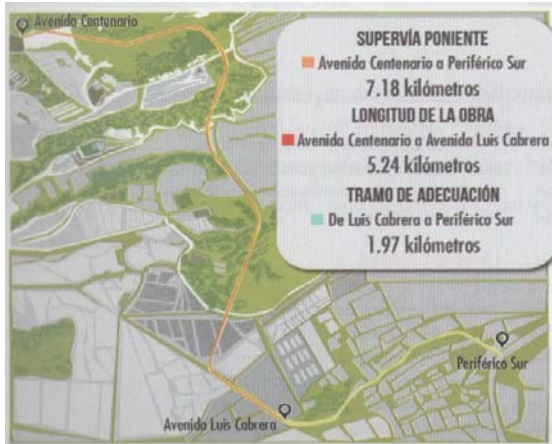 Avenida Centenario
SUPERVÍA PONIENTE
Avenida Centenario a Periférico Sur
7.18 kilómetros
LONGITUD DE LA OBRA
Avenida Centenario a Avenida Luis Cabrera
5.24 kilómetros
TRAMO DE ADECUACIÓN
De Luis Cabrera a Periférico Sur
1.97 kilómetros
Periférico Sur
Avenida Luis Cabrera